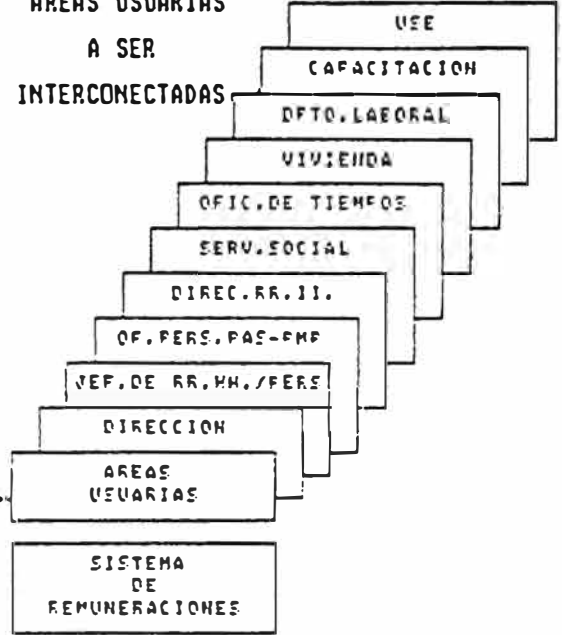 AREAS USUARIAS
A SER
INTERCONECTADAS
USE
CAPACITACION
DPTO.LABORAL
VIVIENDA
OFIC.DE TIEMPOS
SERV.SOCIAL
DIREC.RR.II.
OF.PERS.PAS-EMP
JEF.DE RR.HH./PERS
DIRECCION
AREAS
USUARIAS
SISTEMA
DE
REMUNERACIONES